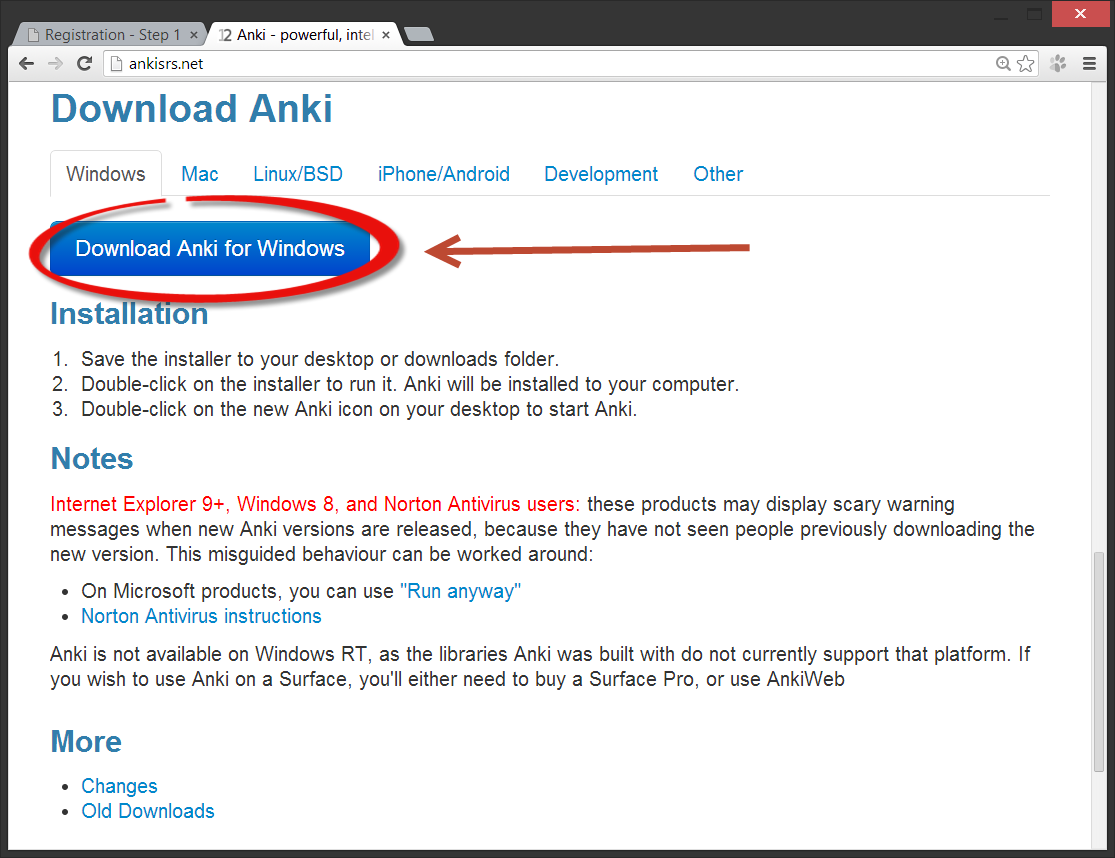 Registration - Step 1
12 Anki - powerful, intel
ankisrs.net
Download Anki
Windows Mac Linux/BSD iPhone/Android Development Other
Download Anki for Windows
Installation
1. Save the installer to your desktop or downloads folder.
2. Double-click on the installer to run it. Anki will be installed to your computer.
3. Double-click on the new Anki icon on your desktop to start Anki.
Notes
Internet Explorer 9+, Windows 8, and Norton Antivirus users: these products may display scary warning
messages when new Anki versions are released, because they have not seen people previously downloading the
new version. This misguided behaviour can be worked around:
• On Microsoft products, you can use "Run anyway"
• Norton Antivirus instructions
Anki is not available on Windows RT, as the libraries Anki was built with do not currently support that platform. If
you wish to use Anki on a Surface, you'll either need to buy a Surface Pro, or use AnkiWeb
More
• Changes
• Old Downloads